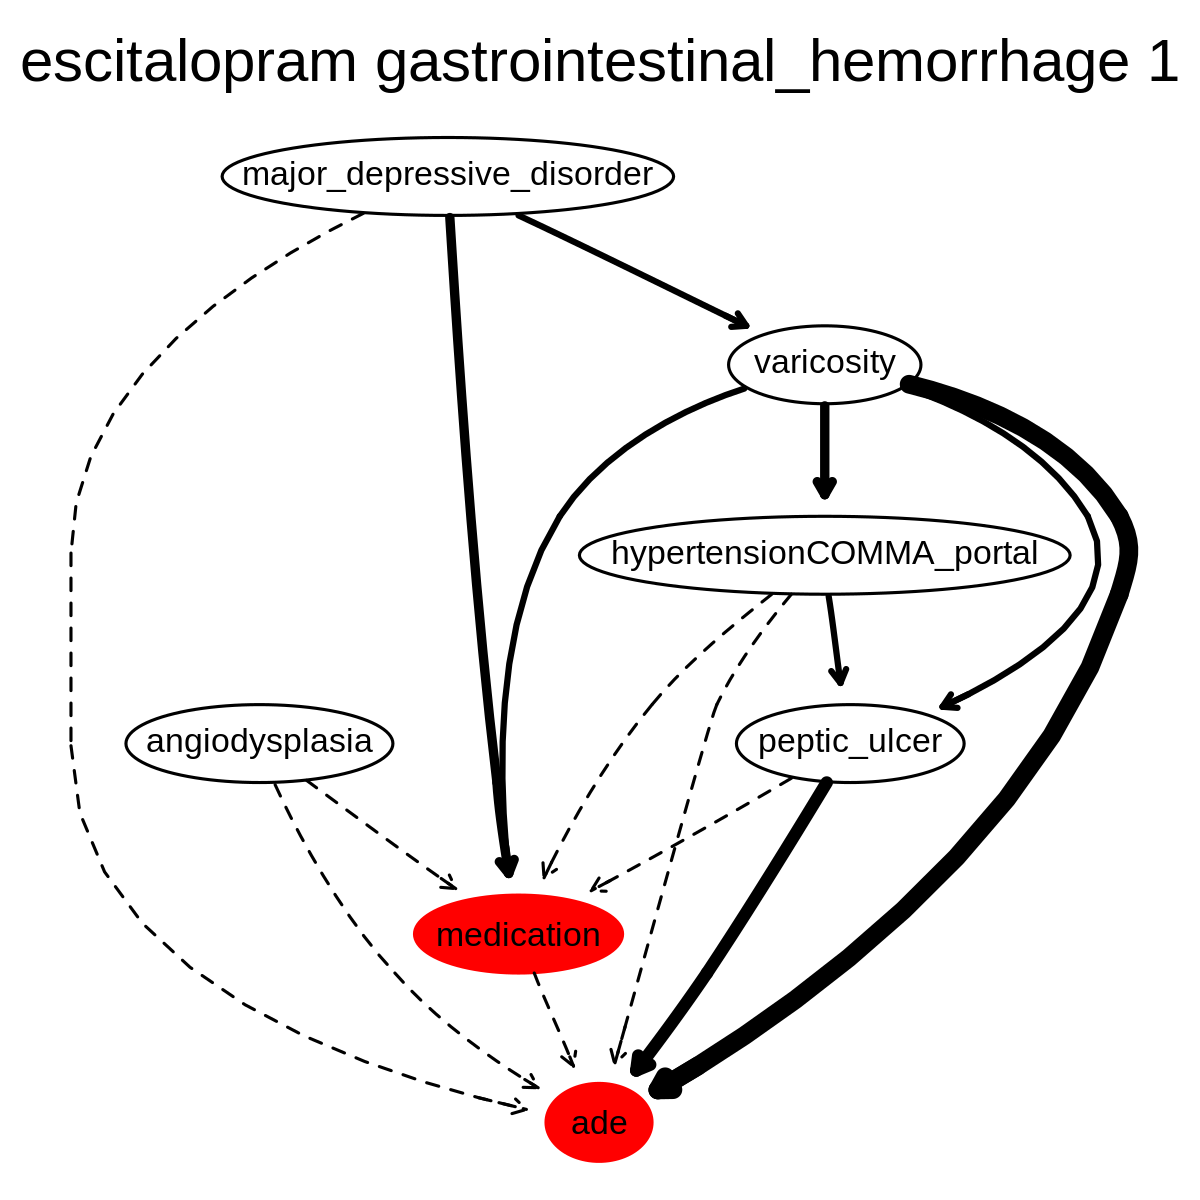 escitalopram gastrointestinal_hemorrhage 1
major_depressive_disorder
varicosity
hypertensionCOMMA_portal
angiodysplasia
peptic_ulcer
medication
ade